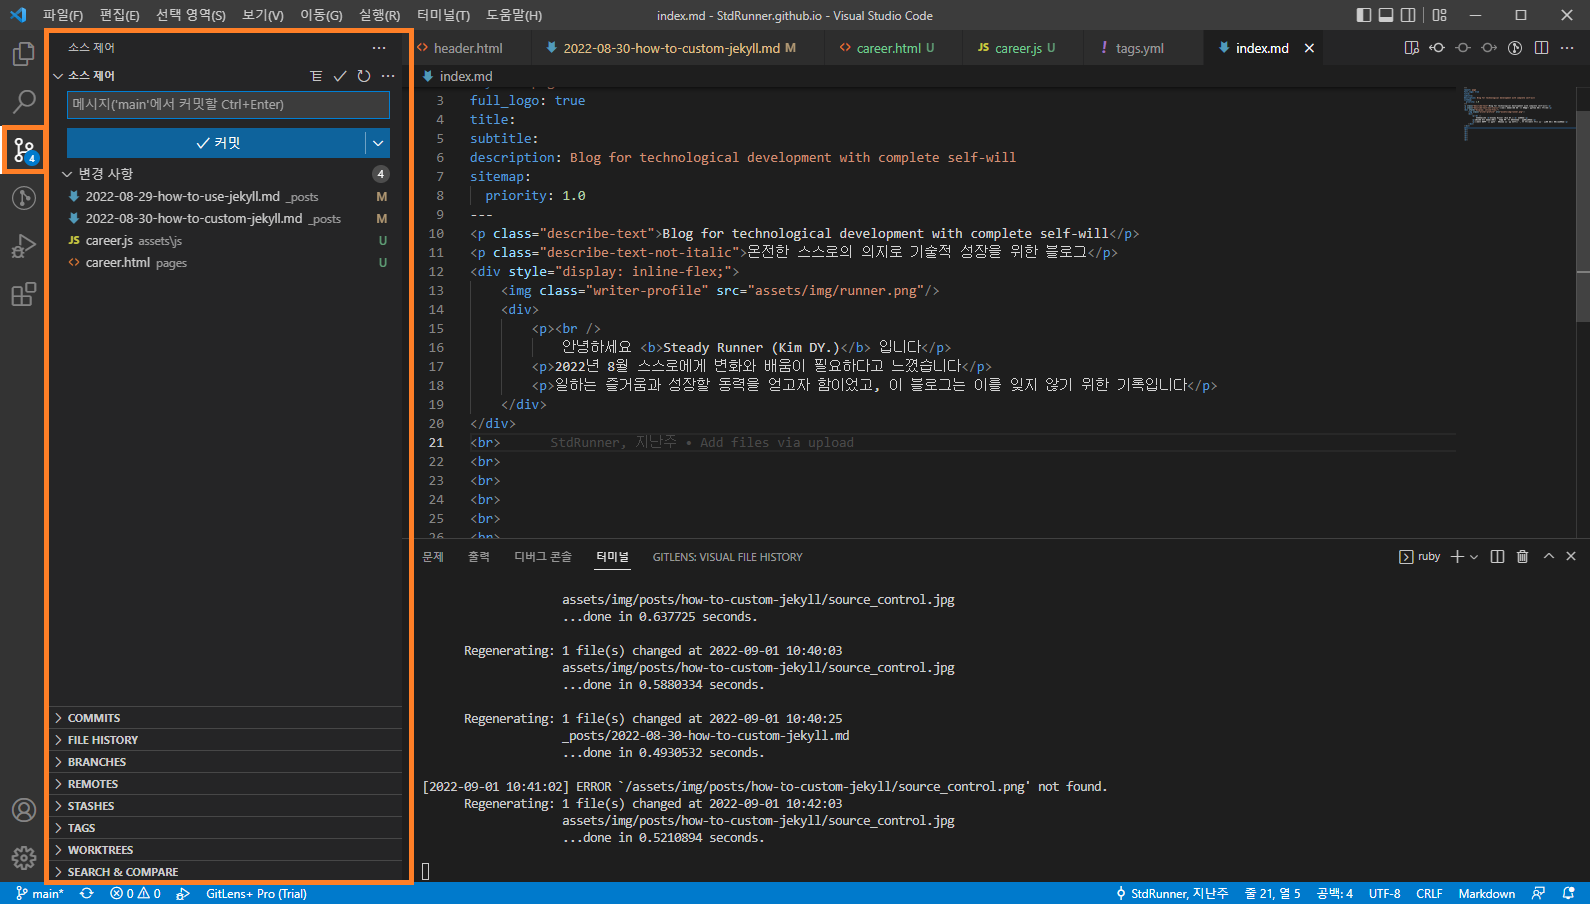 파일(F) 편집(E) 선택 영역(S) 보기(V) 이동(G) 실행(R) 터미널(T) 도움말(H) index.md - StdRunner.github.io - Visual Studio Code
소스 제어 ···
header.html 2022-08-30-how-to-custom-jekyll.md M career.html U JS career.js U ! tags.yml index.md
소스 제어
index.md
메시지('main'에서 커밋할 Ctrl+Enter)
커밋
변경 사항 4
2022-08-29-how-to-use-jekyll.md _posts M
2022-08-30-how-to-custom-jekyll.md _posts M
JS career.js assets\js U
<> career.html pages U
4
COMMITS
FILE HISTORY
BRANCHES
REMOTES
STASHES
TAGS
WORKTREES
SEARCH & COMPARE
3 full_logo: true
4 title:
5 subtitle:
6 description: Blog for technological development with complete self-will
7 sitemap:
8 priority: 1.0
9 ---
10 <p class="describe-text">Blog for technological development with complete self-will</p>
11 <p class="describe-text-not-italic">온전한 스스로의 의지로 기술적 성장을 위한 블로그</p>
12 <div style="display: inline-flex;">
13 <img class="writer-profile" src="assets/img/runner.png"/>
14 <div>
15 <p><br />
16 안녕하세요 <b>Steady Runner (Kim DY.)</b> 입니다</p>
17 <p>2022년 8월 스스로에게 변화와 배움이 필요하다고 느꼈습니다</p>
18 <p>일하는 즐거움과 성장할 동력을 얻고자 함이었고, 이 블로그는 이를 잊지 않기 위한 기록입니다</p>
19 </div>
20 </div>
21 <br> StdRunner, 지난주 • Add files via upload
22 <br>
23 <br>
24 <br>
25 <br>
26 <br>
문제 출력 디버그 콘솔 터미널 GITLENS: VISUAL FILE HISTORY ruby
assets/img/posts/how-to-custom-jekyll/source_control.jpg
...done in 0.637725 seconds.
Regenerating: 1 file(s) changed at 2022-09-01 10:40:03
assets/img/posts/how-to-custom-jekyll/source_control.jpg
...done in 0.5880334 seconds.
Regenerating: 1 file(s) changed at 2022-09-01 10:40:25
_posts/2022-08-30-how-to-custom-jekyll.md
...done in 0.4930532 seconds.
[2022-09-01 10:41:02] ERROR `/assets/img/posts/how-to-custom-jekyll/source_control.png' not found.
Regenerating: 1 file(s) changed at 2022-09-01 10:42:03
assets/img/posts/how-to-custom-jekyll/source_control.jpg
...done in 0.5210894 seconds.
main* 0 0 GitLens+ Pro (Trial) StdRunner, 지난주 줄 21, 열 5 공백: 4 UTF-8 CRLF Markdown